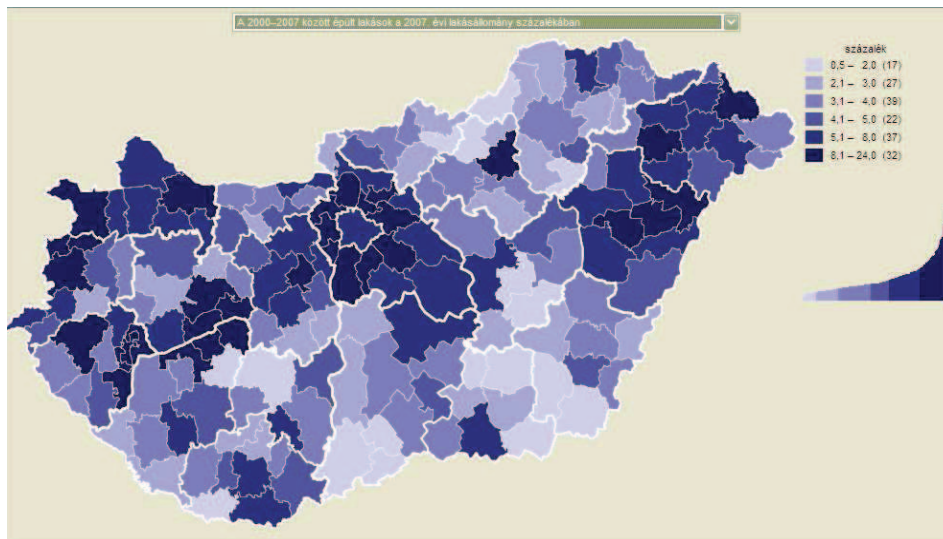 A 2000–2007 között épült lakások a 2007. évi lakásállomány százalékában
százalék
0,5 – 2,0 (17)
2,1 – 3,0 (27)
3,1 – 4,0 (39)
4,1 – 5,0 (22)
5,1 – 8,0 (37)
8,1 – 24,0 (32)